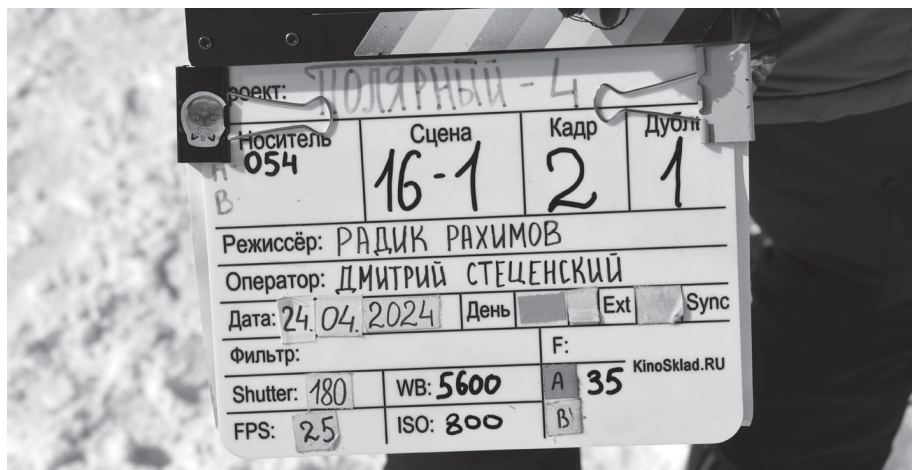 роект: ПОЛЯРНЫЙ - 4
Носитель Сцена Кадр Дубль
A 054 16-1 2 1
B
Режиссёр: РАДИК РАХИМОВ
Оператор: ДМИТРИЙ СТЕЦЕНСКИЙ
Дата: 24. 04. 2024 День Ext Sync
Фильтр: F:
KinoSklad.RU
Shutter: 180 WB: 5600 A 35
FPS: 25 ISO: 800 B